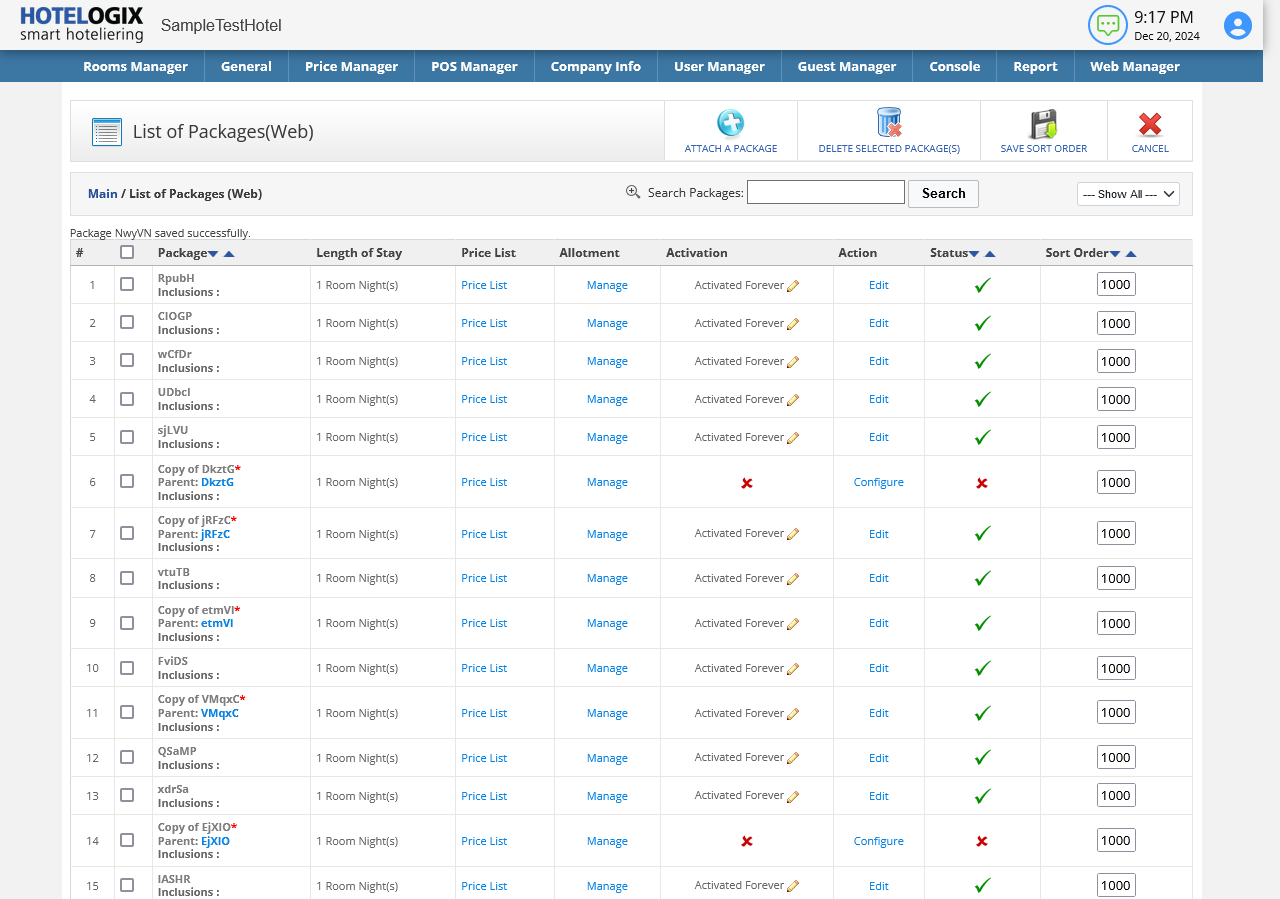 HOTELOGIX
smart hoteliering
SampleTestHotel
9:17 PM
Dec 20, 2024
Rooms Manager General Price Manager POS Manager Company Info User Manager Guest Manager Console Report Web Manager
List of Packages(Web)
ATTACH A PACKAGE DELETE SELECTED PACKAGE(S) SAVE SORT ORDER CANCEL
Main / List of Packages (Web) Search Packages: Search --- Show All ---
Package NwyVN saved successfully.
# Package Length of Stay Price List Allotment Activation Action Status Sort Order
1 RpubH 1 Room Night(s) Price List Manage Activated Forever Edit 1000
Inclusions :
2 CIOGP 1 Room Night(s) Price List Manage Activated Forever Edit 1000
Inclusions :
3 wCfDr 1 Room Night(s) Price List Manage Activated Forever Edit 1000
Inclusions :
4 UDbcl 1 Room Night(s) Price List Manage Activated Forever Edit 1000
Inclusions :
5 sjLVU 1 Room Night(s) Price List Manage Activated Forever Edit 1000
Inclusions :
Copy of DkztG*
6 Parent: DkztG 1 Room Night(s) Price List Manage Configure 1000
Inclusions :
Copy of jRFzC*
7 Parent: jRFzC 1 Room Night(s) Price List Manage Activated Forever Edit 1000
Inclusions :
8 vtuTB 1 Room Night(s) Price List Manage Activated Forever Edit 1000
Inclusions :
Copy of etmVI*
9 Parent: etmVI 1 Room Night(s) Price List Manage Activated Forever Edit 1000
Inclusions :
10 FviDS 1 Room Night(s) Price List Manage Activated Forever Edit 1000
Inclusions :
Copy of VMqxC*
11 Parent: VMqxC 1 Room Night(s) Price List Manage Activated Forever Edit 1000
Inclusions :
12 QSaMP 1 Room Night(s) Price List Manage Activated Forever Edit 1000
Inclusions :
13 xdrSa 1 Room Night(s) Price List Manage Activated Forever Edit 1000
Inclusions :
Copy of EjXIO*
14 Parent: EjXIO 1 Room Night(s) Price List Manage Configure 1000
Inclusions :
15 IASHR 1 Room Night(s) Price List Manage Activated Forever Edit 1000
Inclusions :